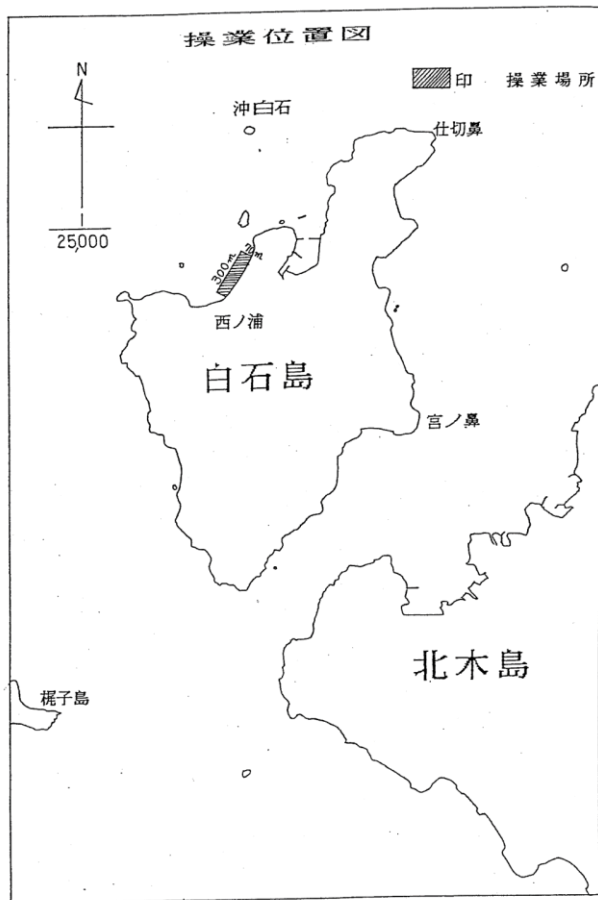 操業位置図
印 操業場所
N
1
25,000
沖白石
仕切鼻
300m
西ノ浦
白石島
宮ノ鼻
北木島
梶子島